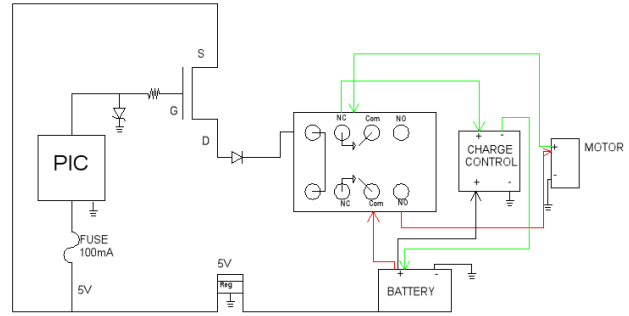 S
G
D
PIC
FUSE
100mA
5V
5V
Reg
NC Com NO
NC Com NO
+ -
CHARGE
CONTROL
+ -
+
-
MOTOR
+ -
BATTERY